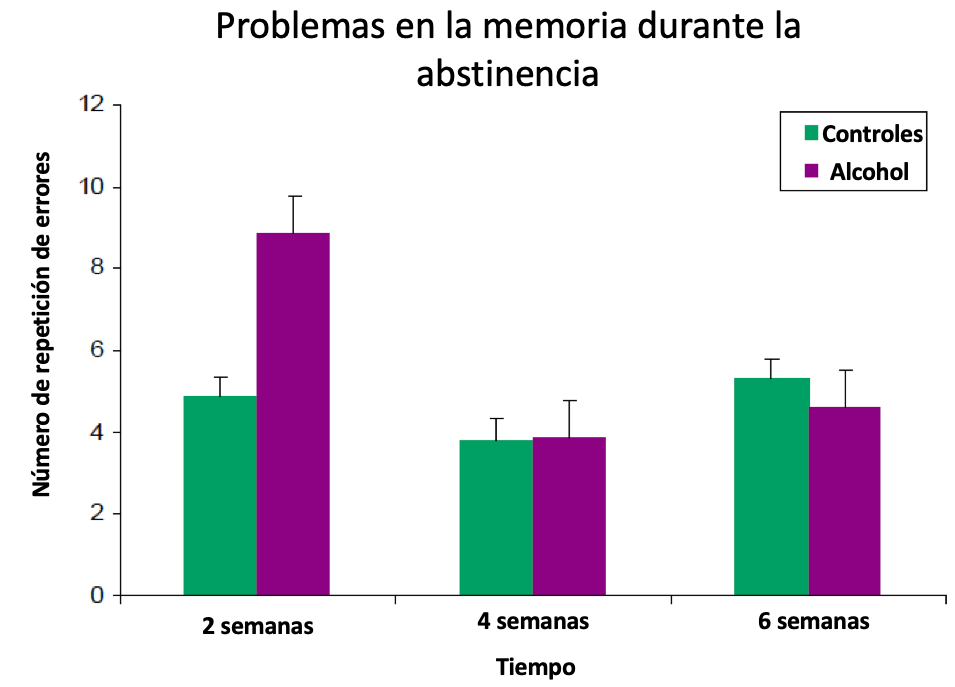 Problemas en la memoria durante la
abstinencia
12
10
8
6
4
2
0
Número de repetición de errores
Controles
Alcohol
2 semanas
4 semanas
6 semanas
Tiempo